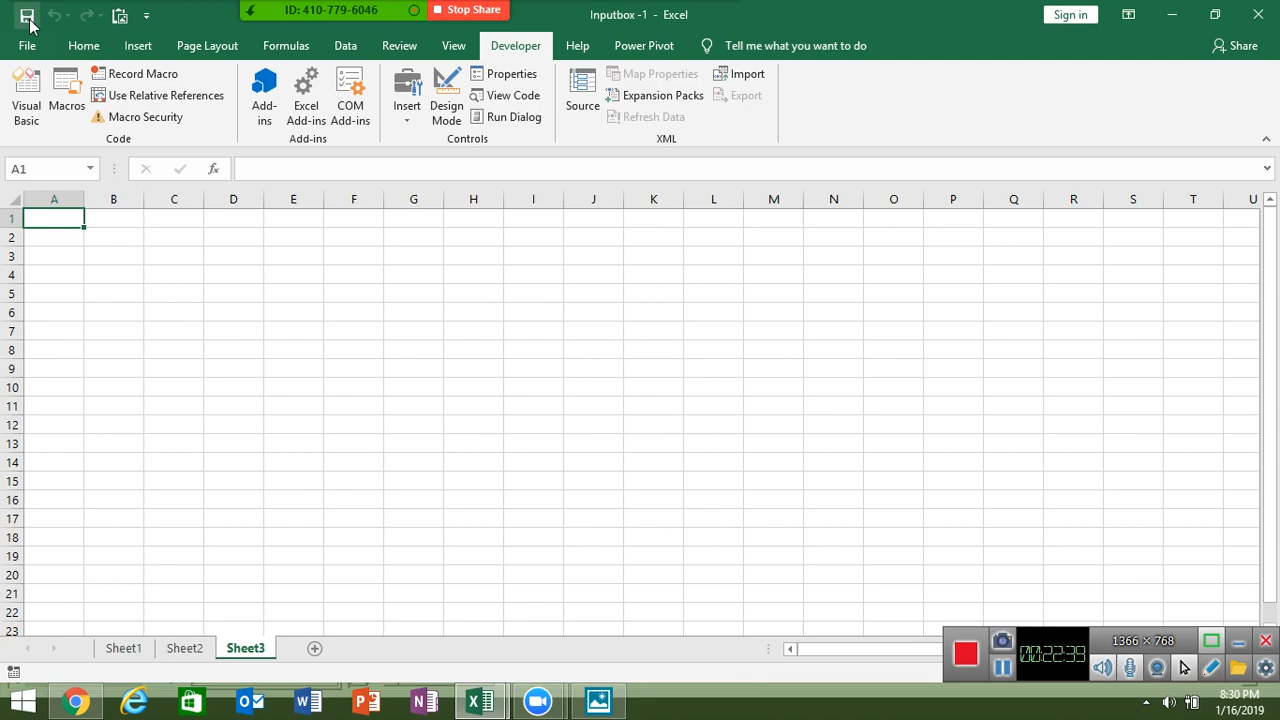 ID: 410-779-6046
Stop Share
Inputbox -1 - Excel
Sign in
File
Home
Insert
Page Layout
Formulas
Data
Review
View
Developer
Help
Power Pivot
Tell me what you want to do
Share
Visual Basic
Macros
Record Macro
Use Relative References
Macro Security
Code
Add-ins
Excel Add-ins
COM Add-ins
Add-ins
Insert
Design Mode
Properties
View Code
Run Dialog
Controls
Source
Map Properties
Expansion Packs
Refresh Data
Import
Export
XML
A1
fx
A B C D E F G H I J K L M N O P Q R S T U
1
2
3
4
5
6
7
8
9
10
11
12
13
14
15
16
17
18
19
20
21
22
23
Sheet1
Sheet2
Sheet3
1366 × 768
00:22:39
8:30 PM
1/16/2019